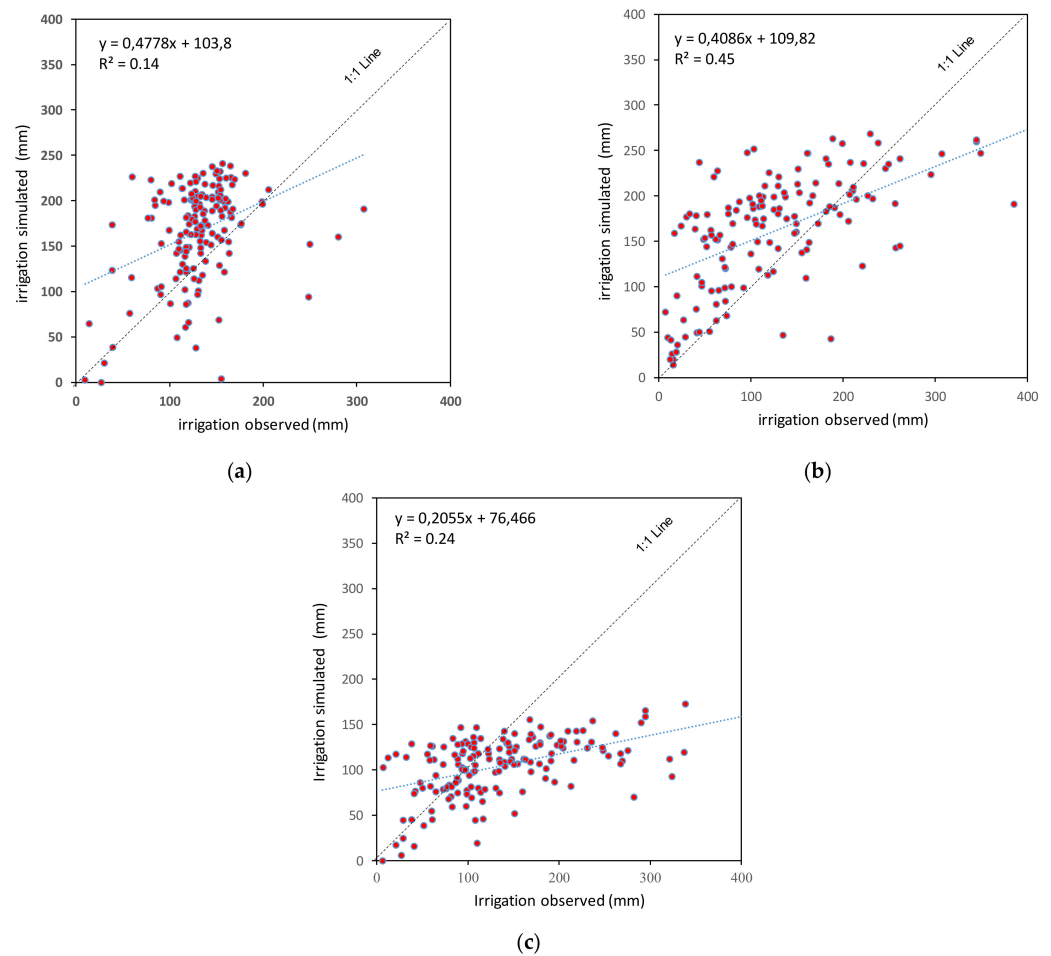 y = 0,4778x + 103,8
R² = 0.14
1:1 Line
400
350
300
250
200
150
100
50
0
0 100 200 300 400
irrigation simulated (mm)
irrigation observed (mm)
(a)
y = 0,4086x + 109,82
R² = 0.45
1:1 Line
400
350
300
250
200
150
100
50
0
0 100 200 300 400
irrigation simulated (mm)
irrigation observed (mm)
(b)
y = 0,2055x + 76,466
R² = 0.24
1:1 Line
400
350
300
250
200
150
100
50
0
0 100 200 300 400
Irrigation simulated (mm)
Irrigation observed (mm)
(c)